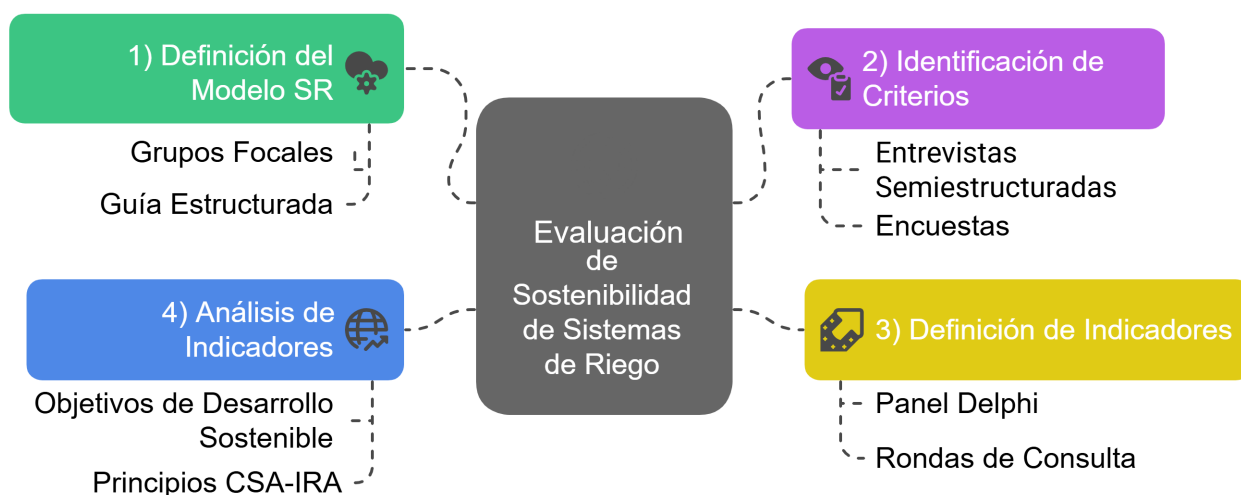 1) Definición del
Modelo SR
Grupos Focales
Guía Estructurada
2) Identificación de
Criterios
Entrevistas
Semiestructuradas
Encuestas
Evaluación
de
Sostenibilidad
de Sistemas
de Riego
4) Análisis de
Indicadores
Objetivos de Desarrollo
Sostenible
Principios CSA-IRA
3) Definición de Indicadores
Panel Delphi
Rondas de Consulta